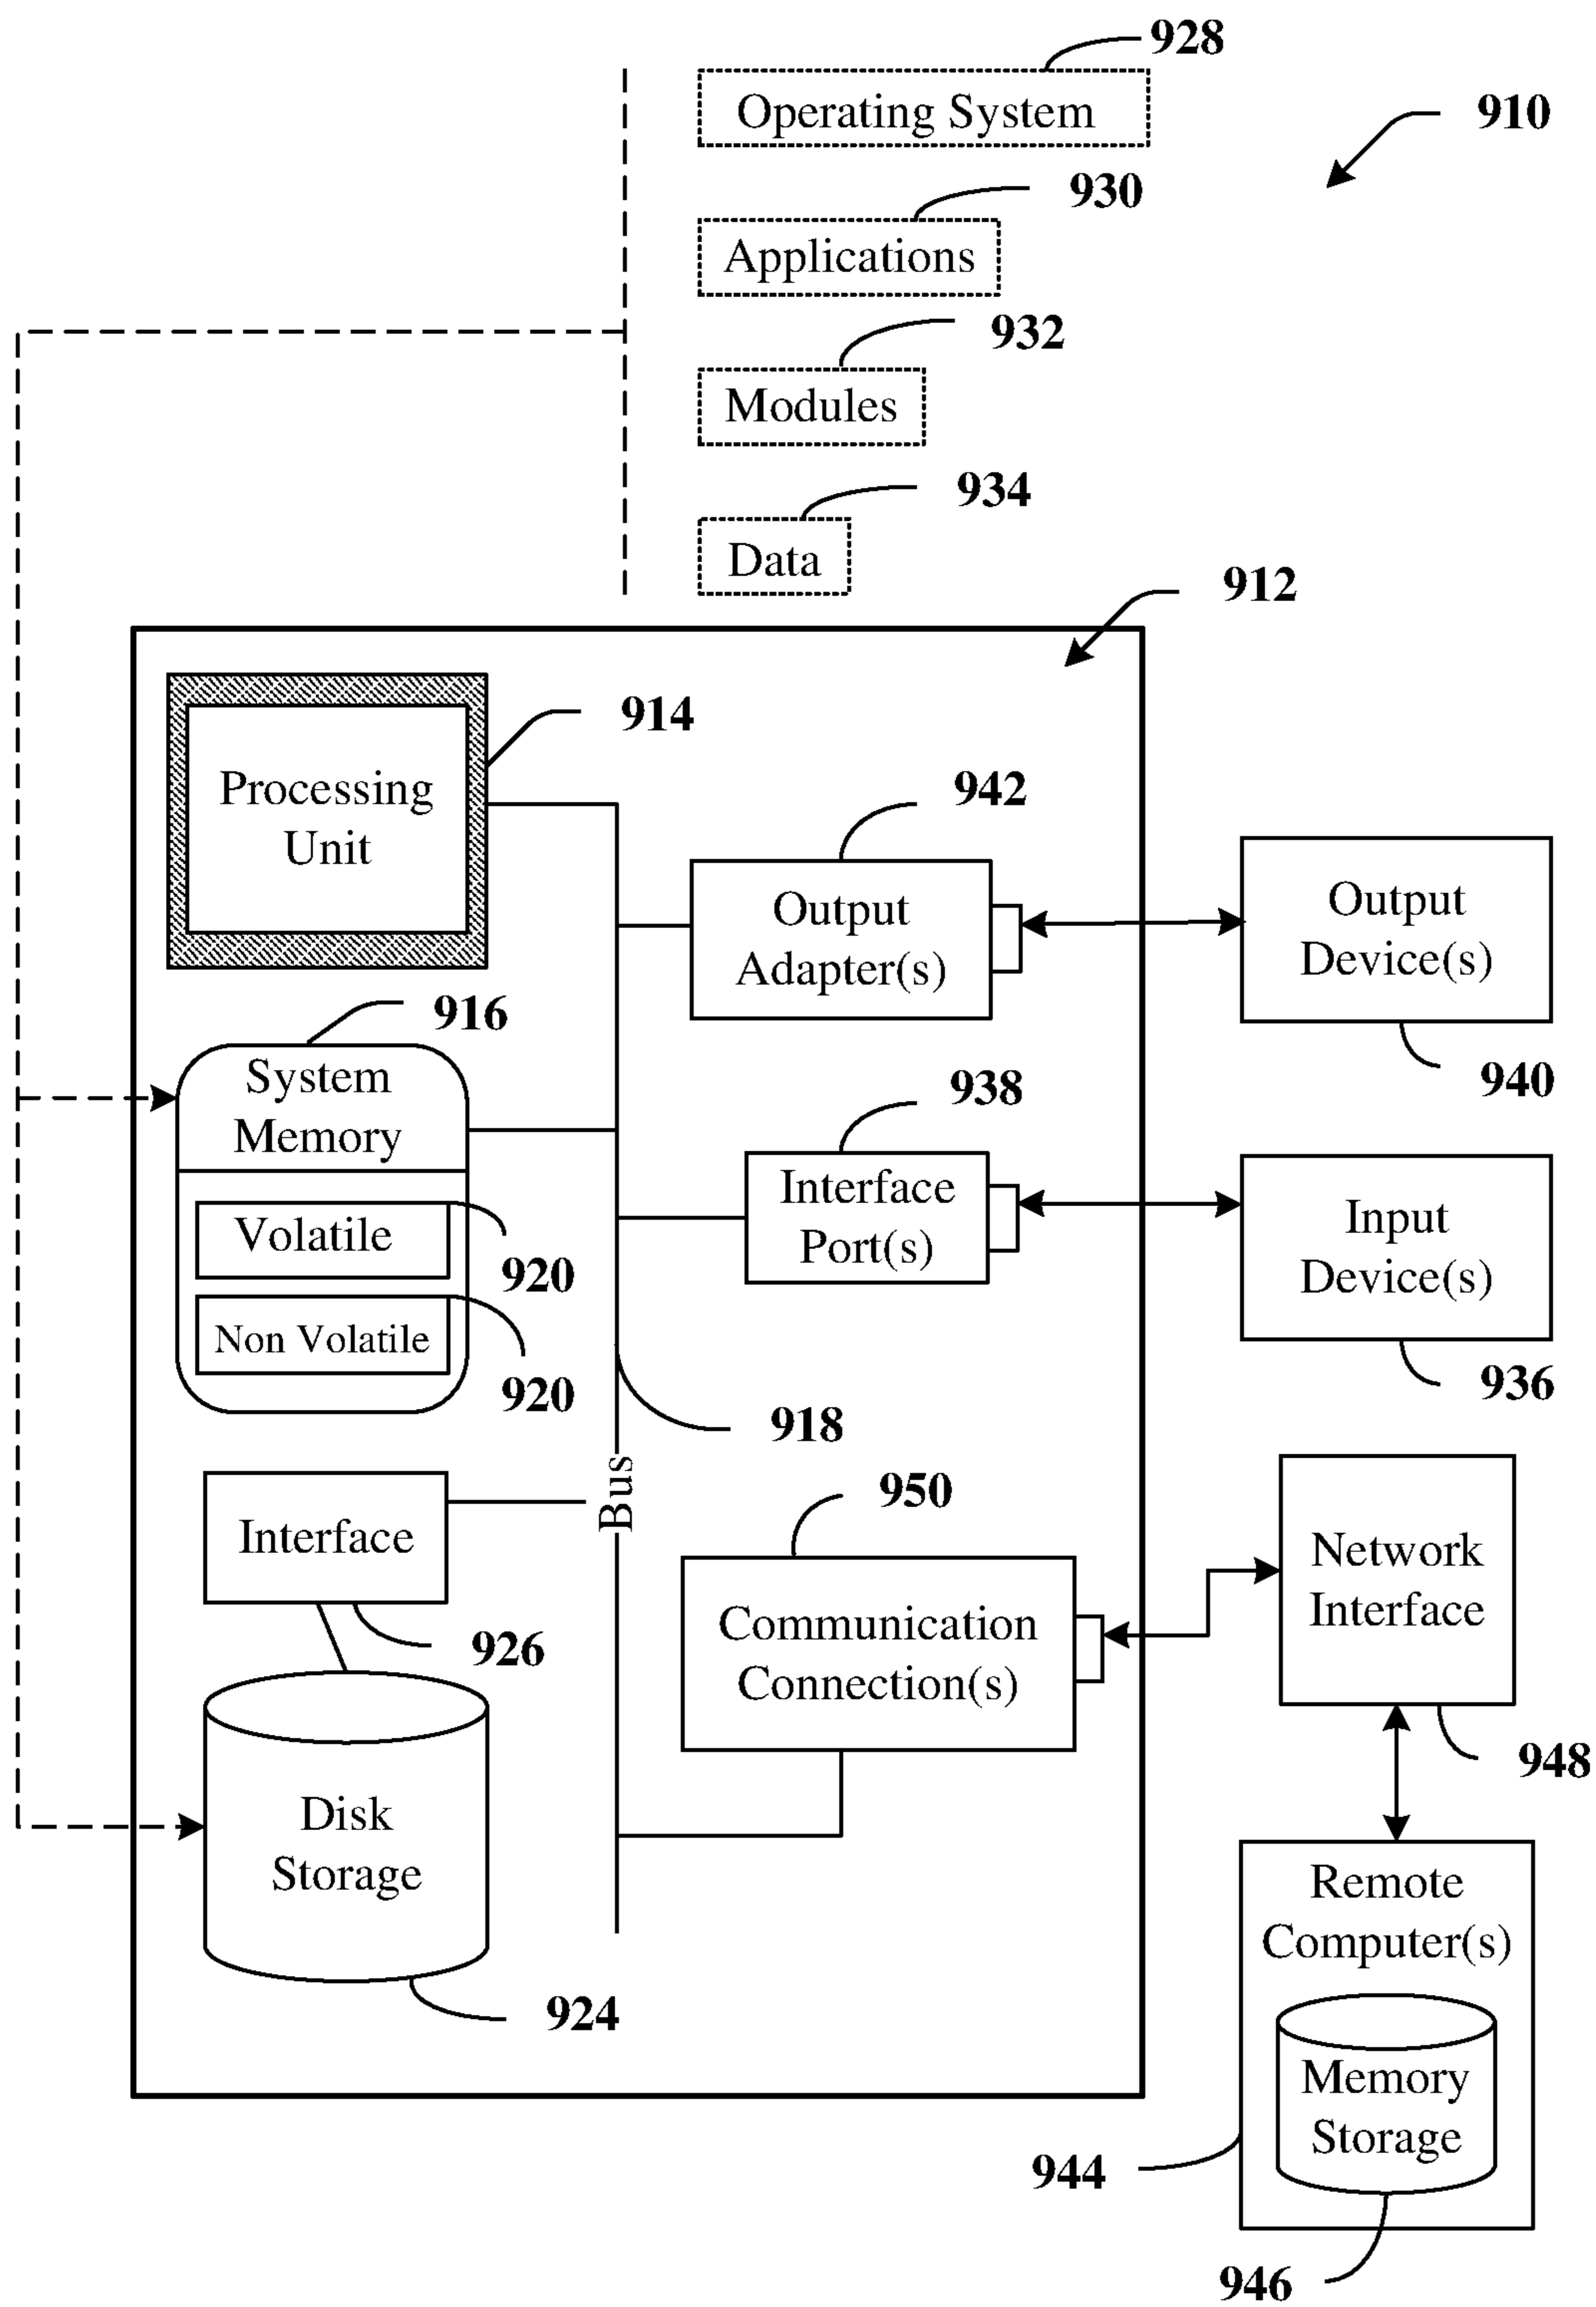 928
Operating System
910
930
Applications
932
Modules
934
Data
912
914
Processing
Unit
942
Output
Adapter(s)
Output
Device(s)
940
916
System
Memory
Volatile
920
Non Volatile
920
938
Interface
Port(s)
Input
Device(s)
936
918
Bus
Interface
926
950
Communication
Connection(s)
Network
Interface
948
Disk
Storage
924
Remote
Computer(s)
Memory
Storage
944
946